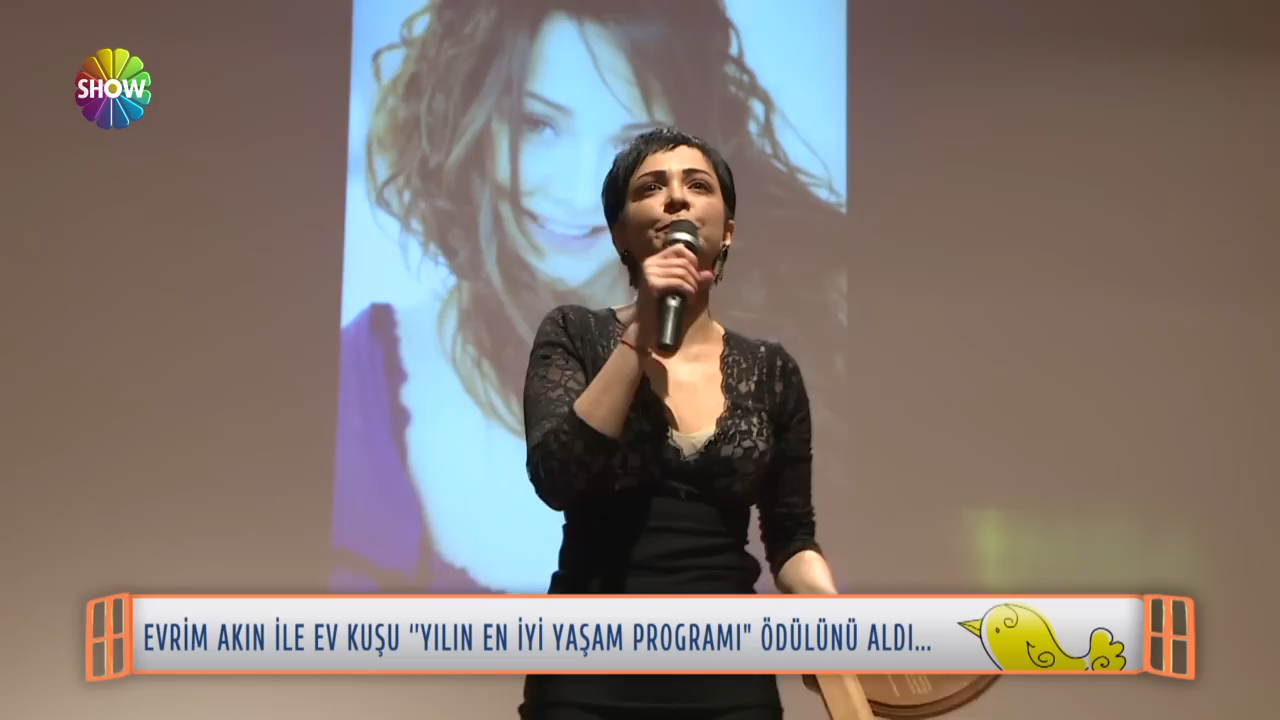 SHOW
EVRİM AKIN İLE EV KUŞU "YILIN EN İYİ YAŞAM PROGRAMI" ÖDÜLÜNÜ ALDI...